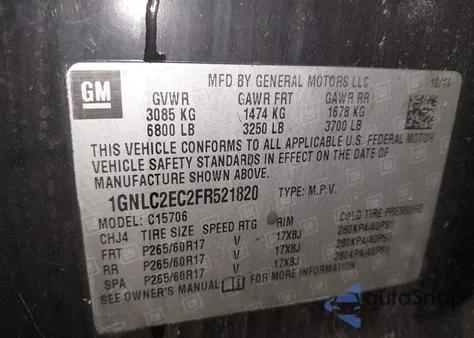 GM
MFD BY GENERAL MOTORS LLC 10/14
GVWR GAWR FRT GAWR RR
3085 KG 1474 KG 1678 KG
6800 LB 3250 LB 3700 LB
THIS VEHICLE CONFORMS TO ALL APPLICABLE U.S. FEDERAL MOTOR
VEHICLE SAFETY STANDARDS IN EFFECT ON THE DATE OF
MANUFACTURE SHOWN ABOVE.
1GNLC2EC2FR521820 TYPE: M.P.V.
MODEL: C15706
CHJ4 TIRE SIZE SPEED RTG RIM COLD TIRE PRESSURE
FRT P265/60R17 V 17X8J 280KPA/40PSI
RR P265/60R17 V 17X8J 280KPA/40PSI
SPA P265/60R17 V 17X8J 280KPA/40PSI
SEE OWNER'S MANUAL FOR MORE INFORMATION.
autoSnap